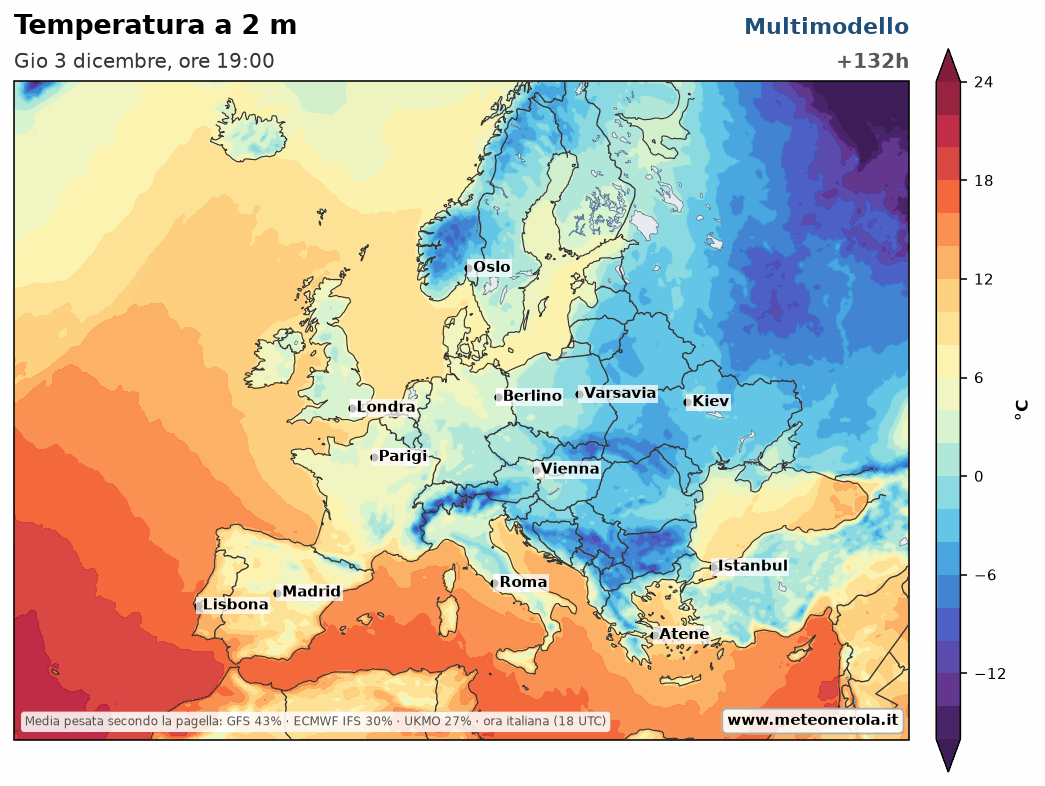 Temperatura a 2 m
Multimodello
Gio 3 dicembre, ore 19:00
+132h
24
18
12
6
0
−6
−12
°C
Oslo
Berlino
Varsavia
Kiev
Londra
Parigi
Vienna
Istanbul
Roma
Madrid
Lisbona
Atene
Media pesata secondo la pagella: GFS 43% · ECMWF IFS 30% · UKMO 27% · ora italiana (18 UTC)
www.meteonerola.it